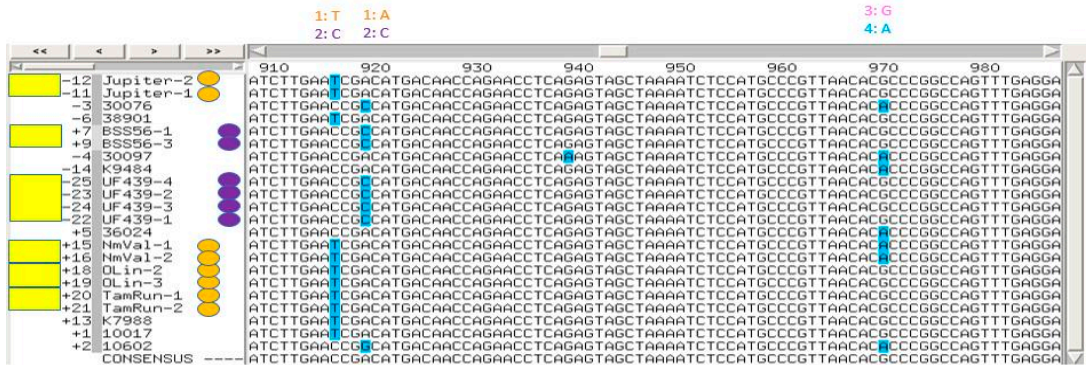 1: T 1: A 3: G
2: C 2: C 4: A
<< < > >>
910 920 930 940 950 960 970 980
-12 Jupiter-2 ATCTTGAATCGACATGACAACCAGAACCTCAGAGTAGCTAAAATCTCCATGCCCGTTAACACGCCCGGCCAGTTTGAGGA
-11 Jupiter-1 ATCTTGAATCGACATGACAACCAGAACCTCAGAGTAGCTAAAATCTCCATGCCCGTTAACACGCCCGGCCAGTTTGAGGA
-3 30076 ATCTTGAACCGCCATGACAACCAGAACCTCAGAGTAGCTAAAATCTCCATGCCCGTTAACACACCCGGCCAGTTTGAGGA
-6 38901 ATCTTGAATCGACATGACAACCAGAACCTCAGAGTAGCTAAAATCTCCATGCCCGTTAACACGCCCGGCCAGTTTGAGGA
+7 BSS56-1 ATCTTGAACCGCCATGACAACCAGAACCTCAGAGTAGCTAAAATCTCCATGCCCGTTAACACGCCCGGCCAGTTTGAGGA
+9 BSS56-3 ATCTTGAACCGCCATGACAACCAGAACCTCAGAGTAGCTAAAATCTCCATGCCCGTTAACACGCCCGGCCAGTTTGAGGA
-4 30097 ATCTTGAACCGACATGACAACCAGAACCTCAAAGTAGCTAAAATCTCCATGCCCGTTAACACACCCGGCCAGTTTGAGGA
-14 K9484 ATCTTGAACCGACATGACAACCAGAACCTCAGAGTAGCTAAAATCTCCATGCCCGTTAACACACCCGGCCAGTTTGAGGA
-25 UF439-4 ATCTTGAACCGCCATGACAACCAGAACCTCAGAGTAGCTAAAATCTCCATGCCCGTTAACACGCCCGGCCAGTTTGAGGA
-23 UF439-2 ATCTTGAACCGCCATGACAACCAGAACCTCAGAGTAGCTAAAATCTCCATGCCCGTTAACACGCCCGGCCAGTTTGAGGA
-24 UF439-3 ATCTTGAACCGCCATGACAACCAGAACCTCAGAGTAGCTAAAATCTCCATGCCCGTTAACACGCCCGGCCAGTTTGAGGA
-22 UF439-1 ATCTTGAACCGCCATGACAACCAGAACCTCAGAGTAGCTAAAATCTCCATGCCCGTTAACACGCCCGGCCAGTTTGAGGA
+5 36024 ATCTTGAACCGACATGACAACCAGAACCTCAGAGTAGCTAAAATCTCCATGCCCGTTAACACACCCGGCCAGTTTGAGGA
+15 NmVal-1 ATCTTGAATCGACATGACAACCAGAACCTCAGAGTAGCTAAAATCTCCATGCCCGTTAACACACCCGGCCAGTTTGAGGA
+16 NmVal-2 ATCTTGAATCGACATGACAACCAGAACCTCAGAGTAGCTAAAATCTCCATGCCCGTTAACACACCCGGCCAGTTTGAGGA
+18 OLin-2 ATCTTGAATCGACATGACAACCAGAACCTCAGAGTAGCTAAAATCTCCATGCCCGTTAACACGCCCGGCCAGTTTGAGGA
+19 OLin-3 ATCTTGAATCGACATGACAACCAGAACCTCAGAGTAGCTAAAATCTCCATGCCCGTTAACACGCCCGGCCAGTTTGAGGA
+20 TamRun-1 ATCTTGAATCGACATGACAACCAGAACCTCAGAGTAGCTAAAATCTCCATGCCCGTTAACACGCCCGGCCAGTTTGAGGA
+21 TamRun-2 ATCTTGAATCGACATGACAACCAGAACCTCAGAGTAGCTAAAATCTCCATGCCCGTTAACACGCCCGGCCAGTTTGAGGA
+13 K7988 ATCTTGAATCGACATGACAACCAGAACCTCAGAGTAGCTAAAATCTCCATGCCCGTTAACACGCCCGGCCAGTTTGAGGA
+1 10017 ATCTTGAATCGACATGACAACCAGAACCTCAGAGTAGCTAAAATCTCCATGCCCGTTAACACGCCCGGCCAGTTTGAGGA
+2 10602 ATCTTGAACCGGCATGACAACCAGAACCTCAGAGTAGCTAAAATCTCCATGCCCGTTAACACACCCGGCCAGTTTGAGGA
CONSENSUS ---- ATCTTGAACCGACATGACAACCAGAACCTCAGAGTAGCTAAAATCTCCATGCCCGTTAACACGCCCGGCCAGTTTGAGGA